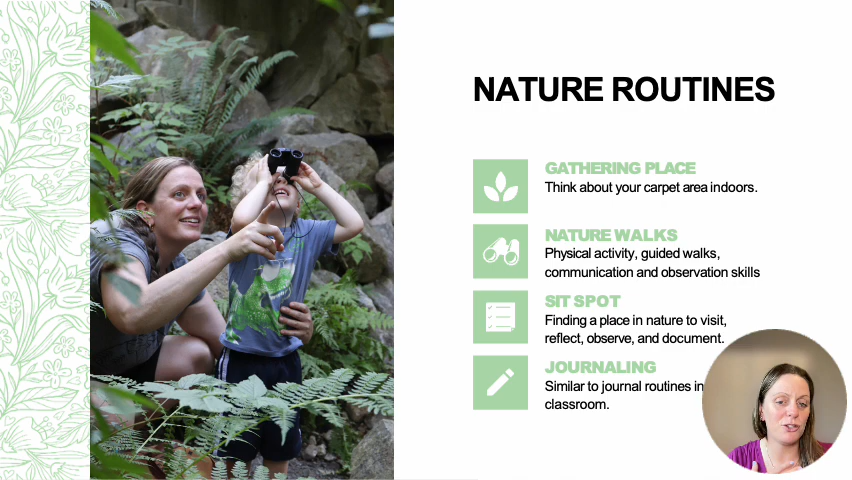 NATURE ROUTINES
GATHERING PLACE
Think about your carpet area indoors.
NATURE WALKS
Physical activity, guided walks,
communication and observation skills
SIT SPOT
Finding a place in nature to visit,
reflect, observe, and document.
JOURNALING
Similar to journal routines in
classroom.